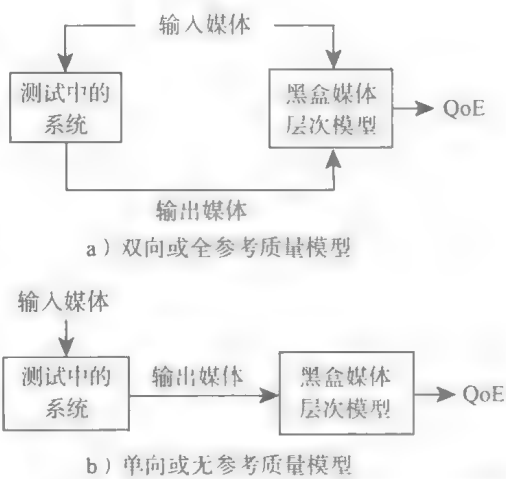 输入媒体
测试中的
系统
黑盒媒体
层次模型
QoE
输出媒体
a）双向或全参考质量模型
输入媒体
测试中的
系统
输出媒体
黑盒媒体
层次模型
QoE
b）单向或无参考质量模型